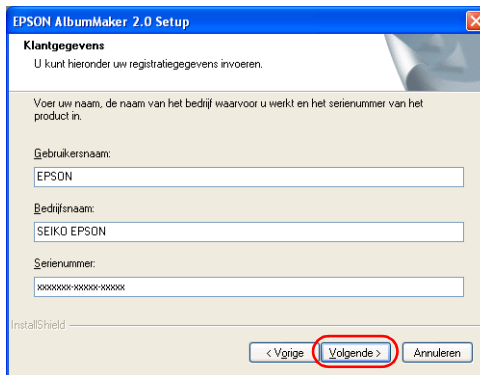 EPSON AlbumMaker 2.0 Setup
Klantgegevens
U kunt hieronder uw registratiegegevens invoeren.
Voer uw naam, de naam van het bedrijf waarvoor u werkt en het serienummer van het
product in.
Gebruikersnaam:
EPSON
Bedrijfsnaam:
SEIKO EPSON
Serienummer:
xxxxxxx-xxxxx-xxxxx
InstallShield
< Vorige
Volgende >
Annuleren